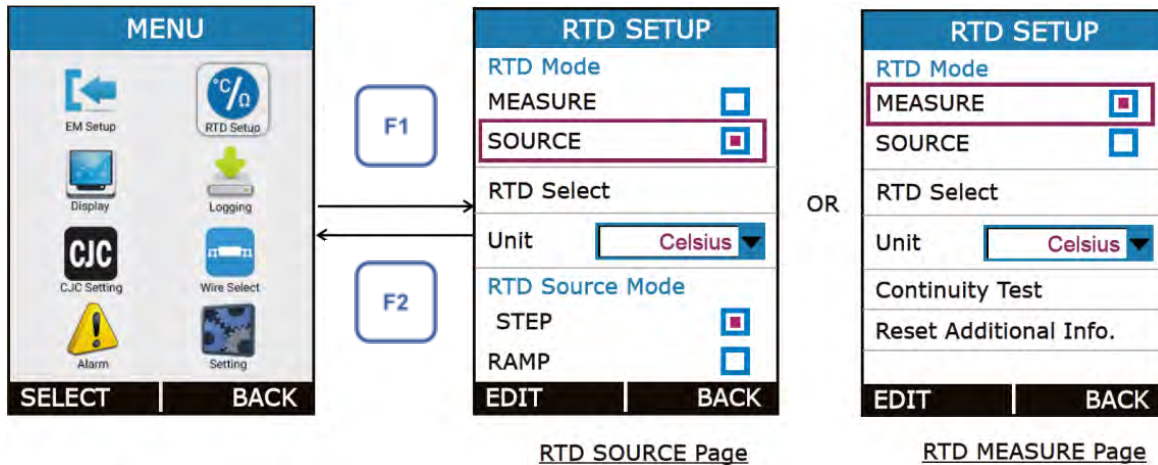 MENU
EM Setup
°C/Ω
RTD Setup
Display
Logging
CJC
CJC Setting
Wire Select
Alarm
Setting
SELECT BACK
F1
F2
RTD SETUP
RTD Mode
MEASURE
SOURCE
RTD Select
Unit Celsius
RTD Source Mode
STEP
RAMP
EDIT BACK
RTD SOURCE Page
OR
RTD SETUP
RTD Mode
MEASURE
SOURCE
RTD Select
Unit Celsius
Continuity Test
Reset Additional Info.
EDIT BACK
RTD MEASURE Page